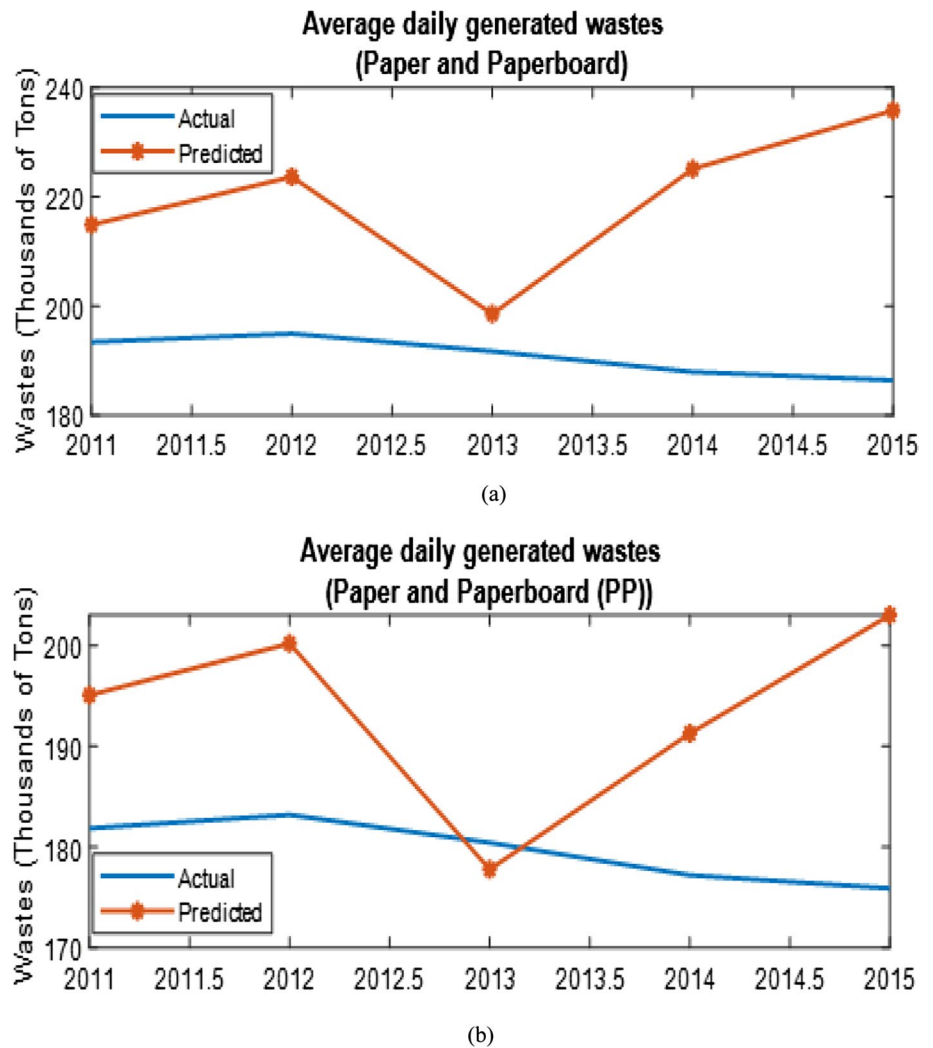 Average daily generated wastes
(Paper and Paperboard)
Wastes (Thousands of Tons)
240
220
200
180
Actual
Predicted
2011 2011.5 2012 2012.5 2013 2013.5 2014 2014.5 2015
(a)
Average daily generated wastes
(Paper and Paperboard (PP))
Wastes (Thousands of Tons)
200
190
180
170
Actual
Predicted
2011 2011.5 2012 2012.5 2013 2013.5 2014 2014.5 2015
(b)